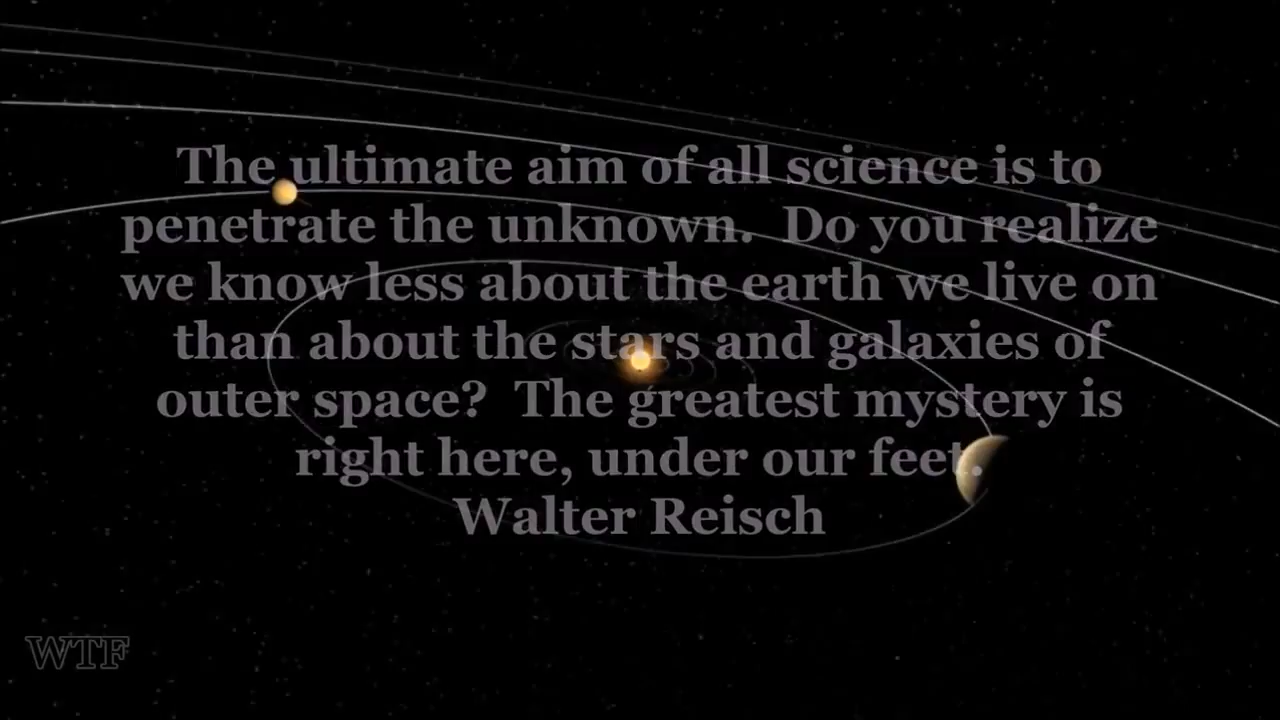 The ultimate aim of all science is to
penetrate the unknown.  Do you realize
we know less about the earth we live on
than about the stars and galaxies of
outer space?  The greatest mystery is
right here, under our feet.
Walter Reisch
WTF